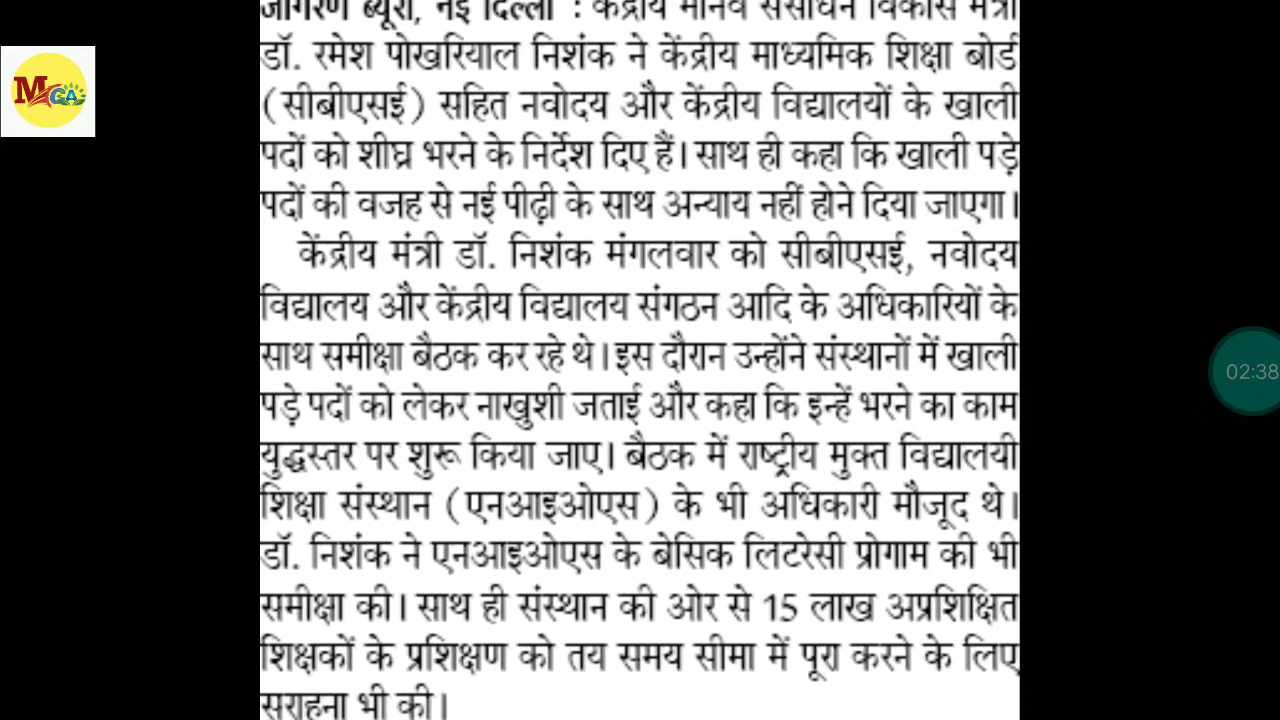 जागरण ब्यूरो, नई दिल्ली : केंद्रीय मानव संसाधन विकास मंत्री
डॉ. रमेश पोखरियाल निशंक ने केंद्रीय माध्यमिक शिक्षा बोर्ड
(सीबीएसई) सहित नवोदय और केंद्रीय विद्यालयों के खाली
पदों को शीघ्र भरने के निर्देश दिए हैं। साथ ही कहा कि खाली पड़े
पदों की वजह से नई पीढ़ी के साथ अन्याय नहीं होने दिया जाएगा।
केंद्रीय मंत्री डॉ. निशंक मंगलवार को सीबीएसई, नवोदय
विद्यालय और केंद्रीय विद्यालय संगठन आदि के अधिकारियों के
साथ समीक्षा बैठक कर रहे थे। इस दौरान उन्होंने संस्थानों में खाली
पड़े पदों को लेकर नाखुशी जताई और कहा कि इन्हें भरने का काम
युद्धस्तर पर शुरू किया जाए। बैठक में राष्ट्रीय मुक्त विद्यालयी
शिक्षा संस्थान (एनआइओएस) के भी अधिकारी मौजूद थे।
डॉ. निशंक ने एनआइओएस के बेसिक लिटरेसी प्रोगाम की भी
समीक्षा की। साथ ही संस्थान की ओर से 15 लाख अप्रशिक्षित
शिक्षकों के प्रशिक्षण को तय समय सीमा में पूरा करने के लिए
सराहना भी की।
MGA
02:38